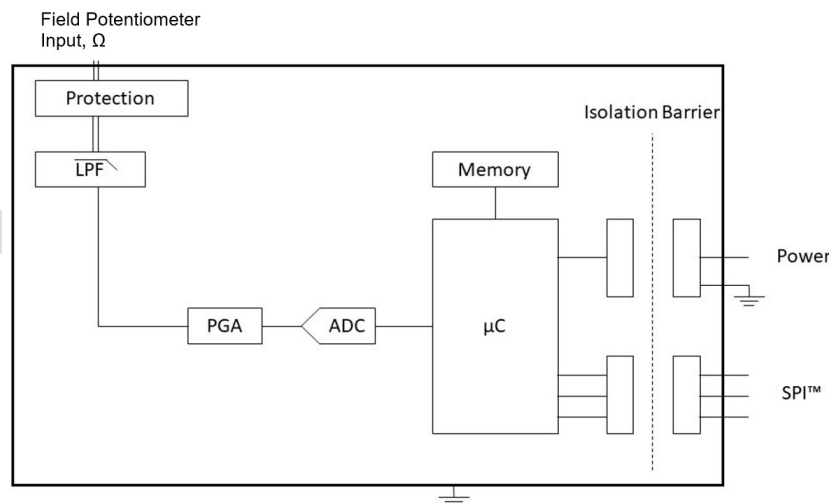 Field Potentiometer
Input, Ω
Protection
Isolation Barrier
LPF
Memory
Power
PGA
ADC
µC
SPI™